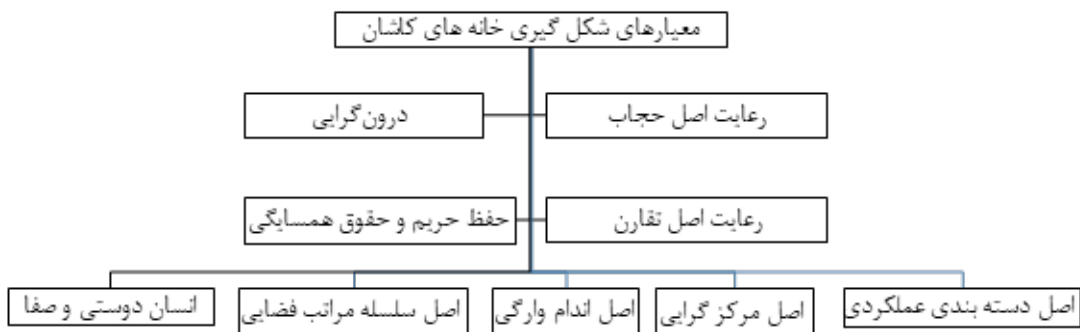 معیارهای شکل گیری خانه های کاشان
رعایت اصل حجاب
درون‌گرایی
رعایت اصل تقارن
حفظ حریم و حقوق همسایگی
اصل دسته بندی عملکردی
اصل مرکز گرایی
اصل اندام وارگی
اصل سلسله مراتب فضایی
انسان دوستی و صفا